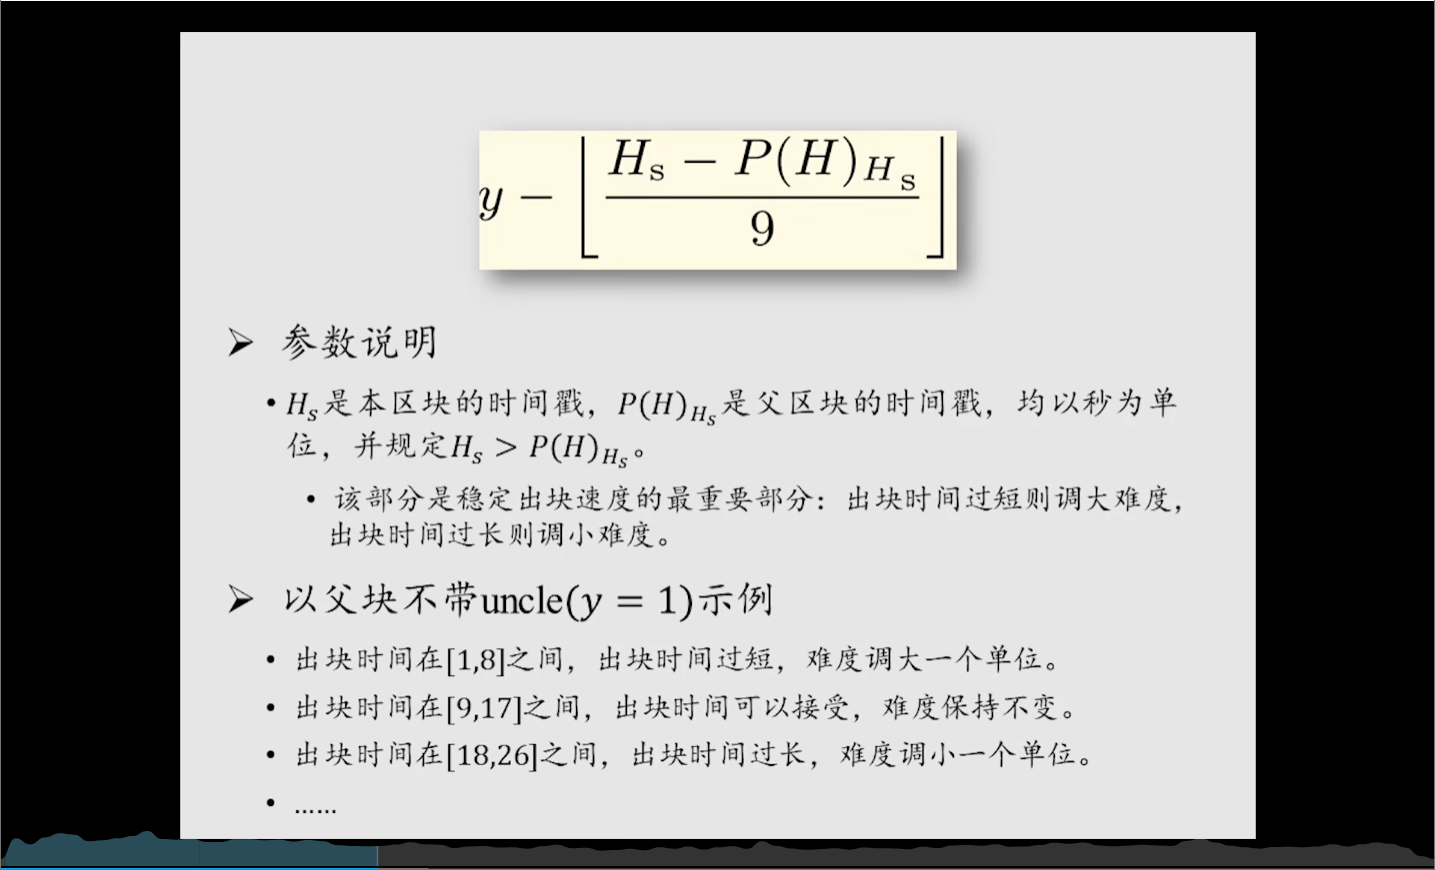 y − ⌊(H_s − P(H)_{H_s}) / 9⌋
➢ 参数说明
• H_s是本区块的时间戳，P(H)_{H_s}是父区块的时间戳，均以秒为单
位，并规定H_s > P(H)_{H_s}。
• 该部分是稳定出块速度的最重要部分：出块时间过短则调大难度，
出块时间过长则调小难度。
➢ 以父块不带uncle(y = 1)示例
• 出块时间在[1,8]之间，出块时间过短，难度调大一个单位。
• 出块时间在[9,17]之间，出块时间可以接受，难度保持不变。
• 出块时间在[18,26]之间，出块时间过长，难度调小一个单位。
• ……